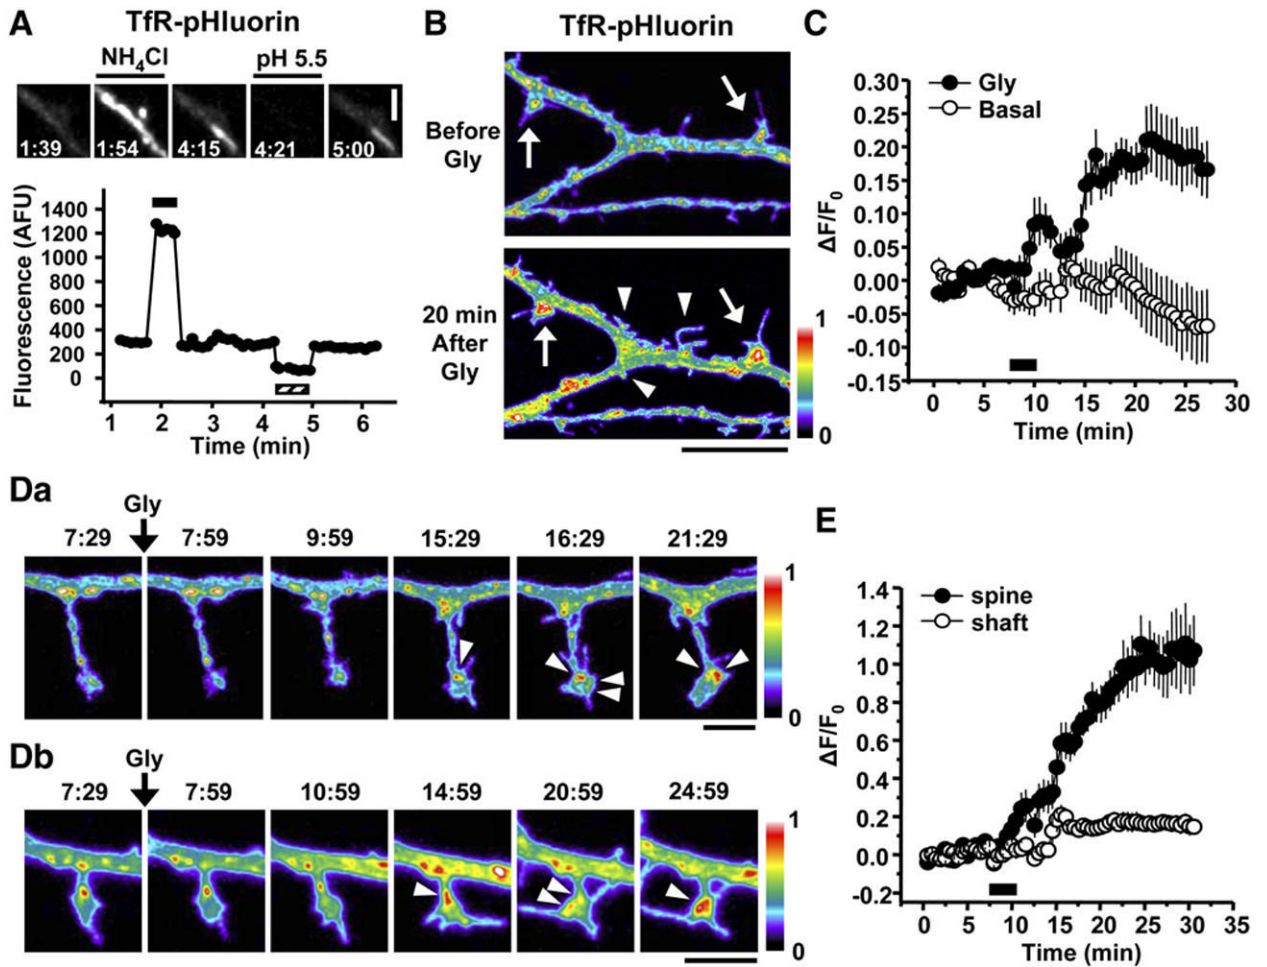 A
TfR-pHluorin
NH4Cl
pH 5.5
1:39
1:54
4:15
4:21
5:00
Fluorescence (AFU)
1400
1200
1000
800
600
400
200
0
1 2 3 4 5 6
Time (min)
B
TfR-pHluorin
Before
Gly
20 min
After
Gly
1
0
C
Gly
Basal
ΔF/F0
0.30
0.25
0.20
0.15
0.10
0.05
0.00
-0.05
-0.10
-0.15
0 5 10 15 20 25 30
Time (min)
Da
Gly
7:29 7:59 9:59 15:29 16:29 21:29
1
0
Db
Gly
7:29 7:59 10:59 14:59 20:59 24:59
1
0
E
spine
shaft
ΔF/F0
1.4
1.2
1.0
0.8
0.6
0.4
0.2
0.0
-0.2
0 5 10 15 20 25 30 35
Time (min)